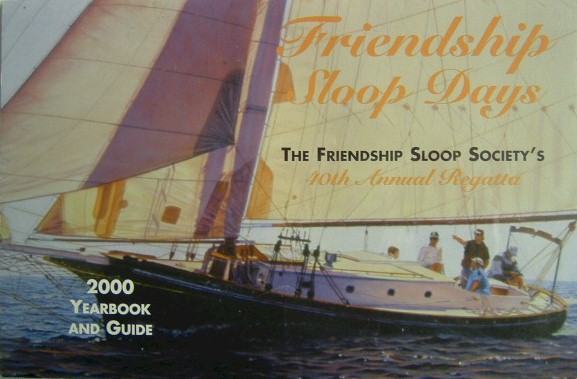 Friendship
Sloop Days
THE FRIENDSHIP SLOOP SOCIETY'S
40th Annual Regatta
2000
YEARBOOK
AND GUIDE